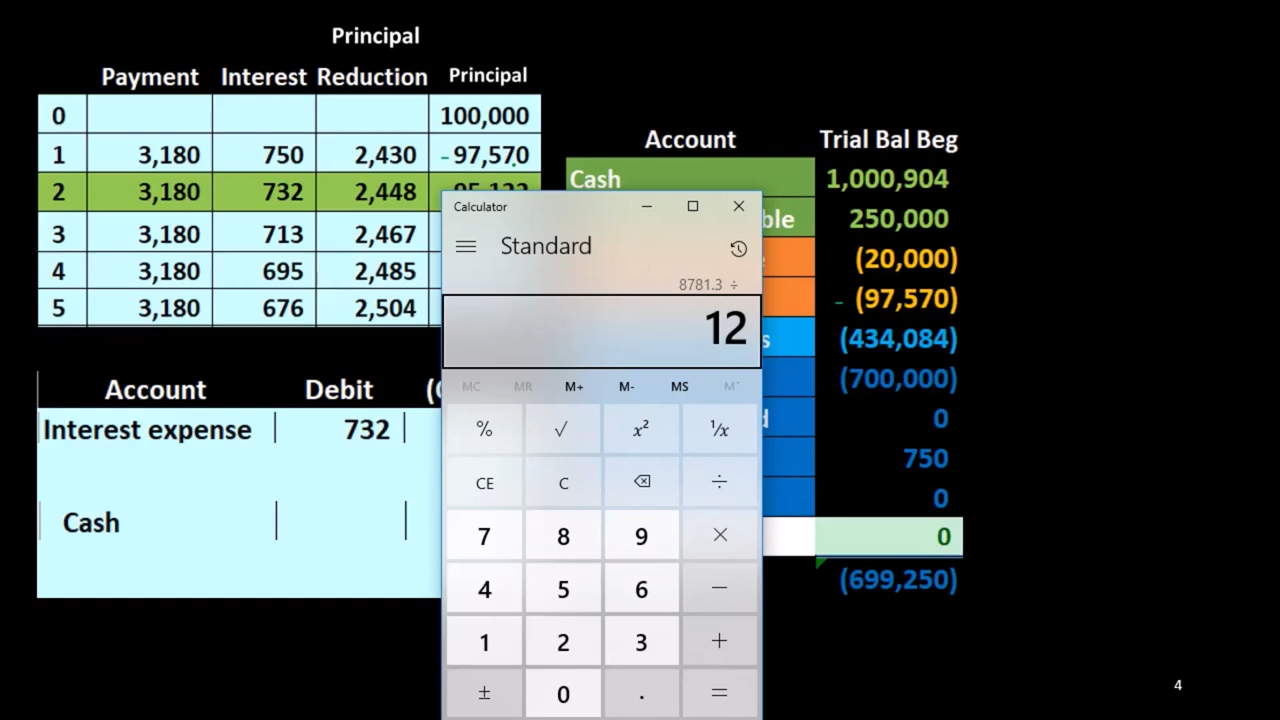 Principal
Payment Interest Reduction Principal
0 100,000
1 3,180 750 2,430 97,570
2 3,180 732 2,448
3 3,180 713 2,467
4 3,180 695 2,485
5 3,180 676 2,504
Account Debit
Interest expense 732
Cash
Account Trial Bal Beg
Cash 1,000,904
ble 250,000
(20,000)
- (97,570)
s (434,084)
(700,000)
d 0
750
0
0
(699,250)
Calculator
Standard
8781.3 ÷
12
MC MR M+ M- MS M˅
% √ x² ¹/x
CE C ⌫ ÷
7 8 9 ×
4 5 6 −
1 2 3 +
± 0 . =
4